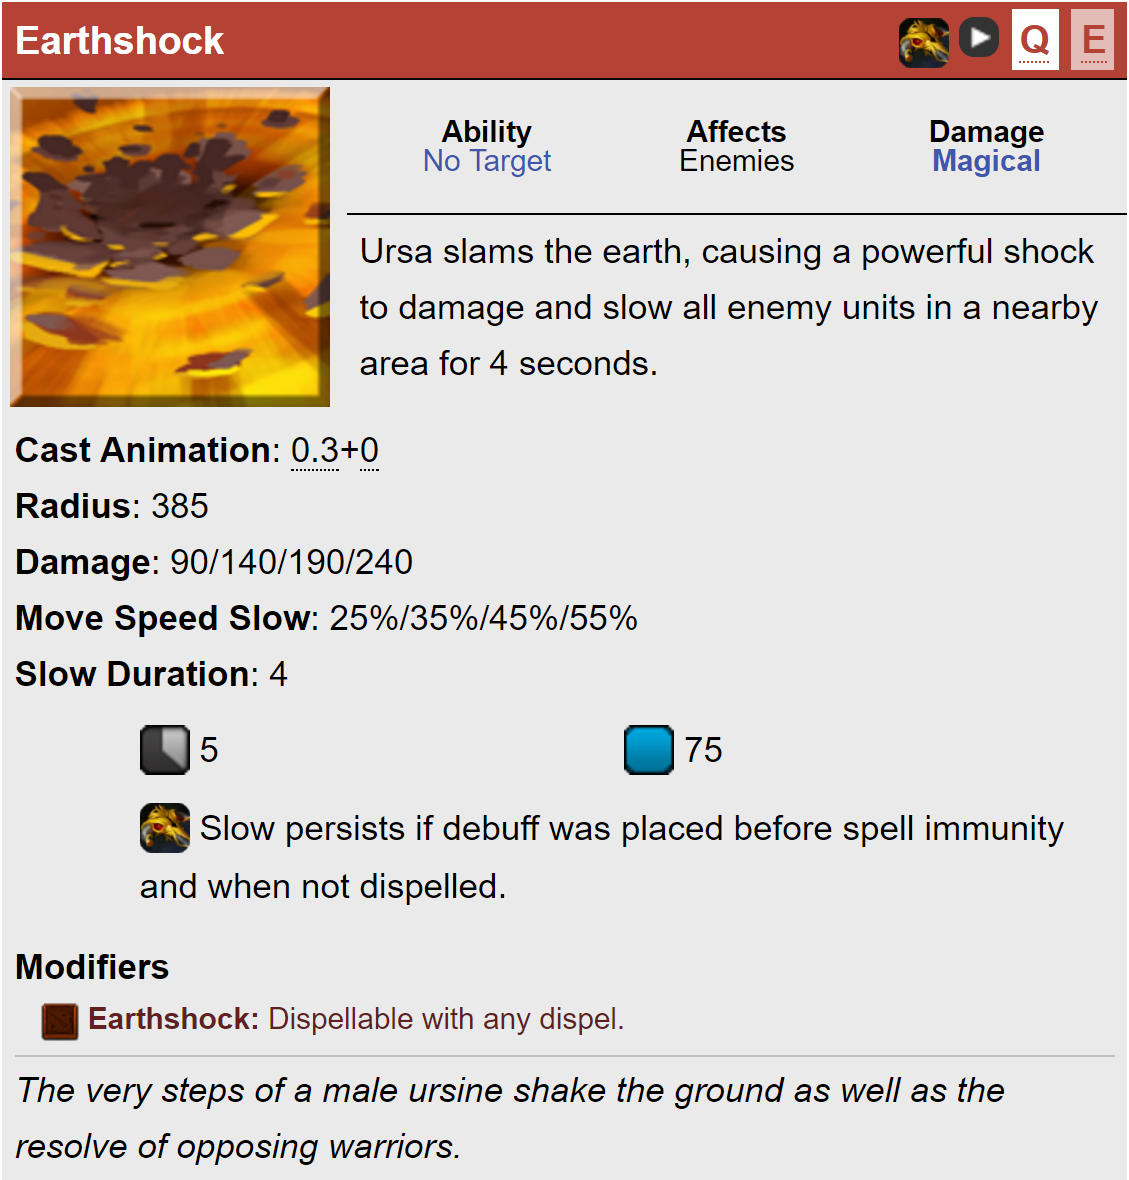 Earthshock Q E
Ability Affects Damage
No Target Enemies Magical
Ursa slams the earth, causing a powerful shock
to damage and slow all enemy units in a nearby
area for 4 seconds.
Cast Animation: 0.3+0
Radius: 385
Damage: 90/140/190/240
Move Speed Slow: 25%/35%/45%/55%
Slow Duration: 4
5 75
Slow persists if debuff was placed before spell immunity
and when not dispelled.
Modifiers
Earthshock: Dispellable with any dispel.
The very steps of a male ursine shake the ground as well as the
resolve of opposing warriors.